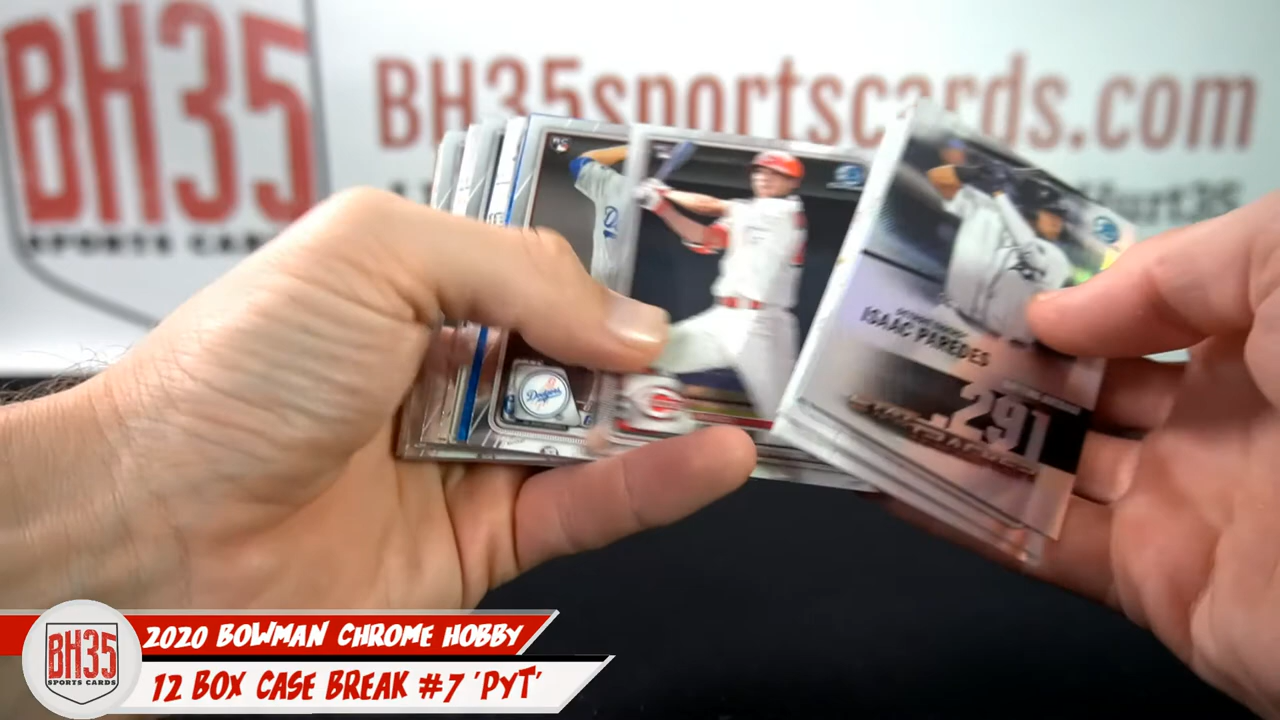 BH35
SPORTS CARDS
BH35sportscards.com
ISAAC PAREDES
.291
Dodgers
BH35
SPORTS CARDS
2020 BOWMAN CHROME HOBBY
12 BOX CASE BREAK #7 'PYT'